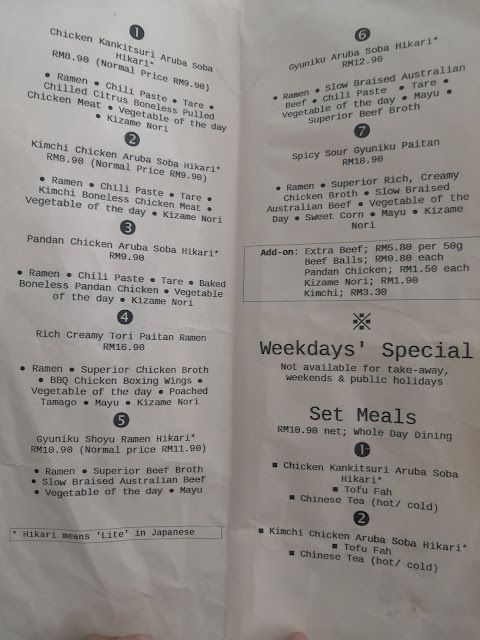 1
Chicken Kankitsuri Aruba Soba
Hikari*
RM8.90 (Normal Price RM9.90)
● Ramen ● Chili Paste ● Tare ●
Chilled Citrus Boneless Pulled
Chicken Meat ● Vegetable of the day
● Kizame Nori
2
Kimchi Chicken Aruba Soba Hikari*
RM8.90 (Normal Price RM9.90)
● Ramen ● Chili Paste ● Tare ●
Kimchi Boneless Chicken Meat ●
Vegetable of the day ● Kizame Nori
3
Pandan Chicken Aruba Soba Hikari*
RM9.90
● Ramen ● Chili Paste ● Tare ● Baked
Boneless Pandan Chicken ● Vegetable
of the day ● Kizame Nori
4
Rich Creamy Tori Paitan Ramen
RM16.90
● Ramen ● Superior Chicken Broth
● BBQ Chicken Boxing Wings ●
Vegetable of the day ● Poached
Tamago ● Mayu ● Kizame Nori
5
Gyuniku Shoyu Ramen Hikari*
RM10.90 (Normal price RM11.90)
● Ramen ● Superior Beef Broth
● Slow Braised Australian Beef
● Vegetable of the day ● Mayu
* Hikari means 'Lite' in Japanese
6
Gyuniku Aruba Soba Hikari*
RM12.90
● Ramen ● Slow Braised Australian
Beef ● Chili Paste ● Tare ●
Vegetable of the day ● Mayu ●
Superior Beef Broth
7
Spicy Sour Gyuniku Paitan
RM18.90
● Ramen ● Superior Rich, Creamy
Chicken Broth ● Slow Braised
Australian Beef ● Vegetable of the
Day ● Sweet Corn ● Mayu ● Kizame
Nori
Add-on: Extra Beef; RM5.80 per 50g
Beef Balls; RM0.80 each
Pandan Chicken; RM1.50 each
Kizame Nori; RM1.90
Kimchi; RM3.30
※
Weekdays' Special
Not available for take-away,
weekends & public holidays
Set Meals
RM10.90 net; Whole Day Dining
1
■ Chicken Kankitsuri Aruba Soba
Hikari*
■ Tofu Fah
■ Chinese Tea (hot/ cold)
2
■ Kimchi Chicken Aruba Soba Hikari*
■ Tofu Fah
■ Chinese Tea (hot/ cold)